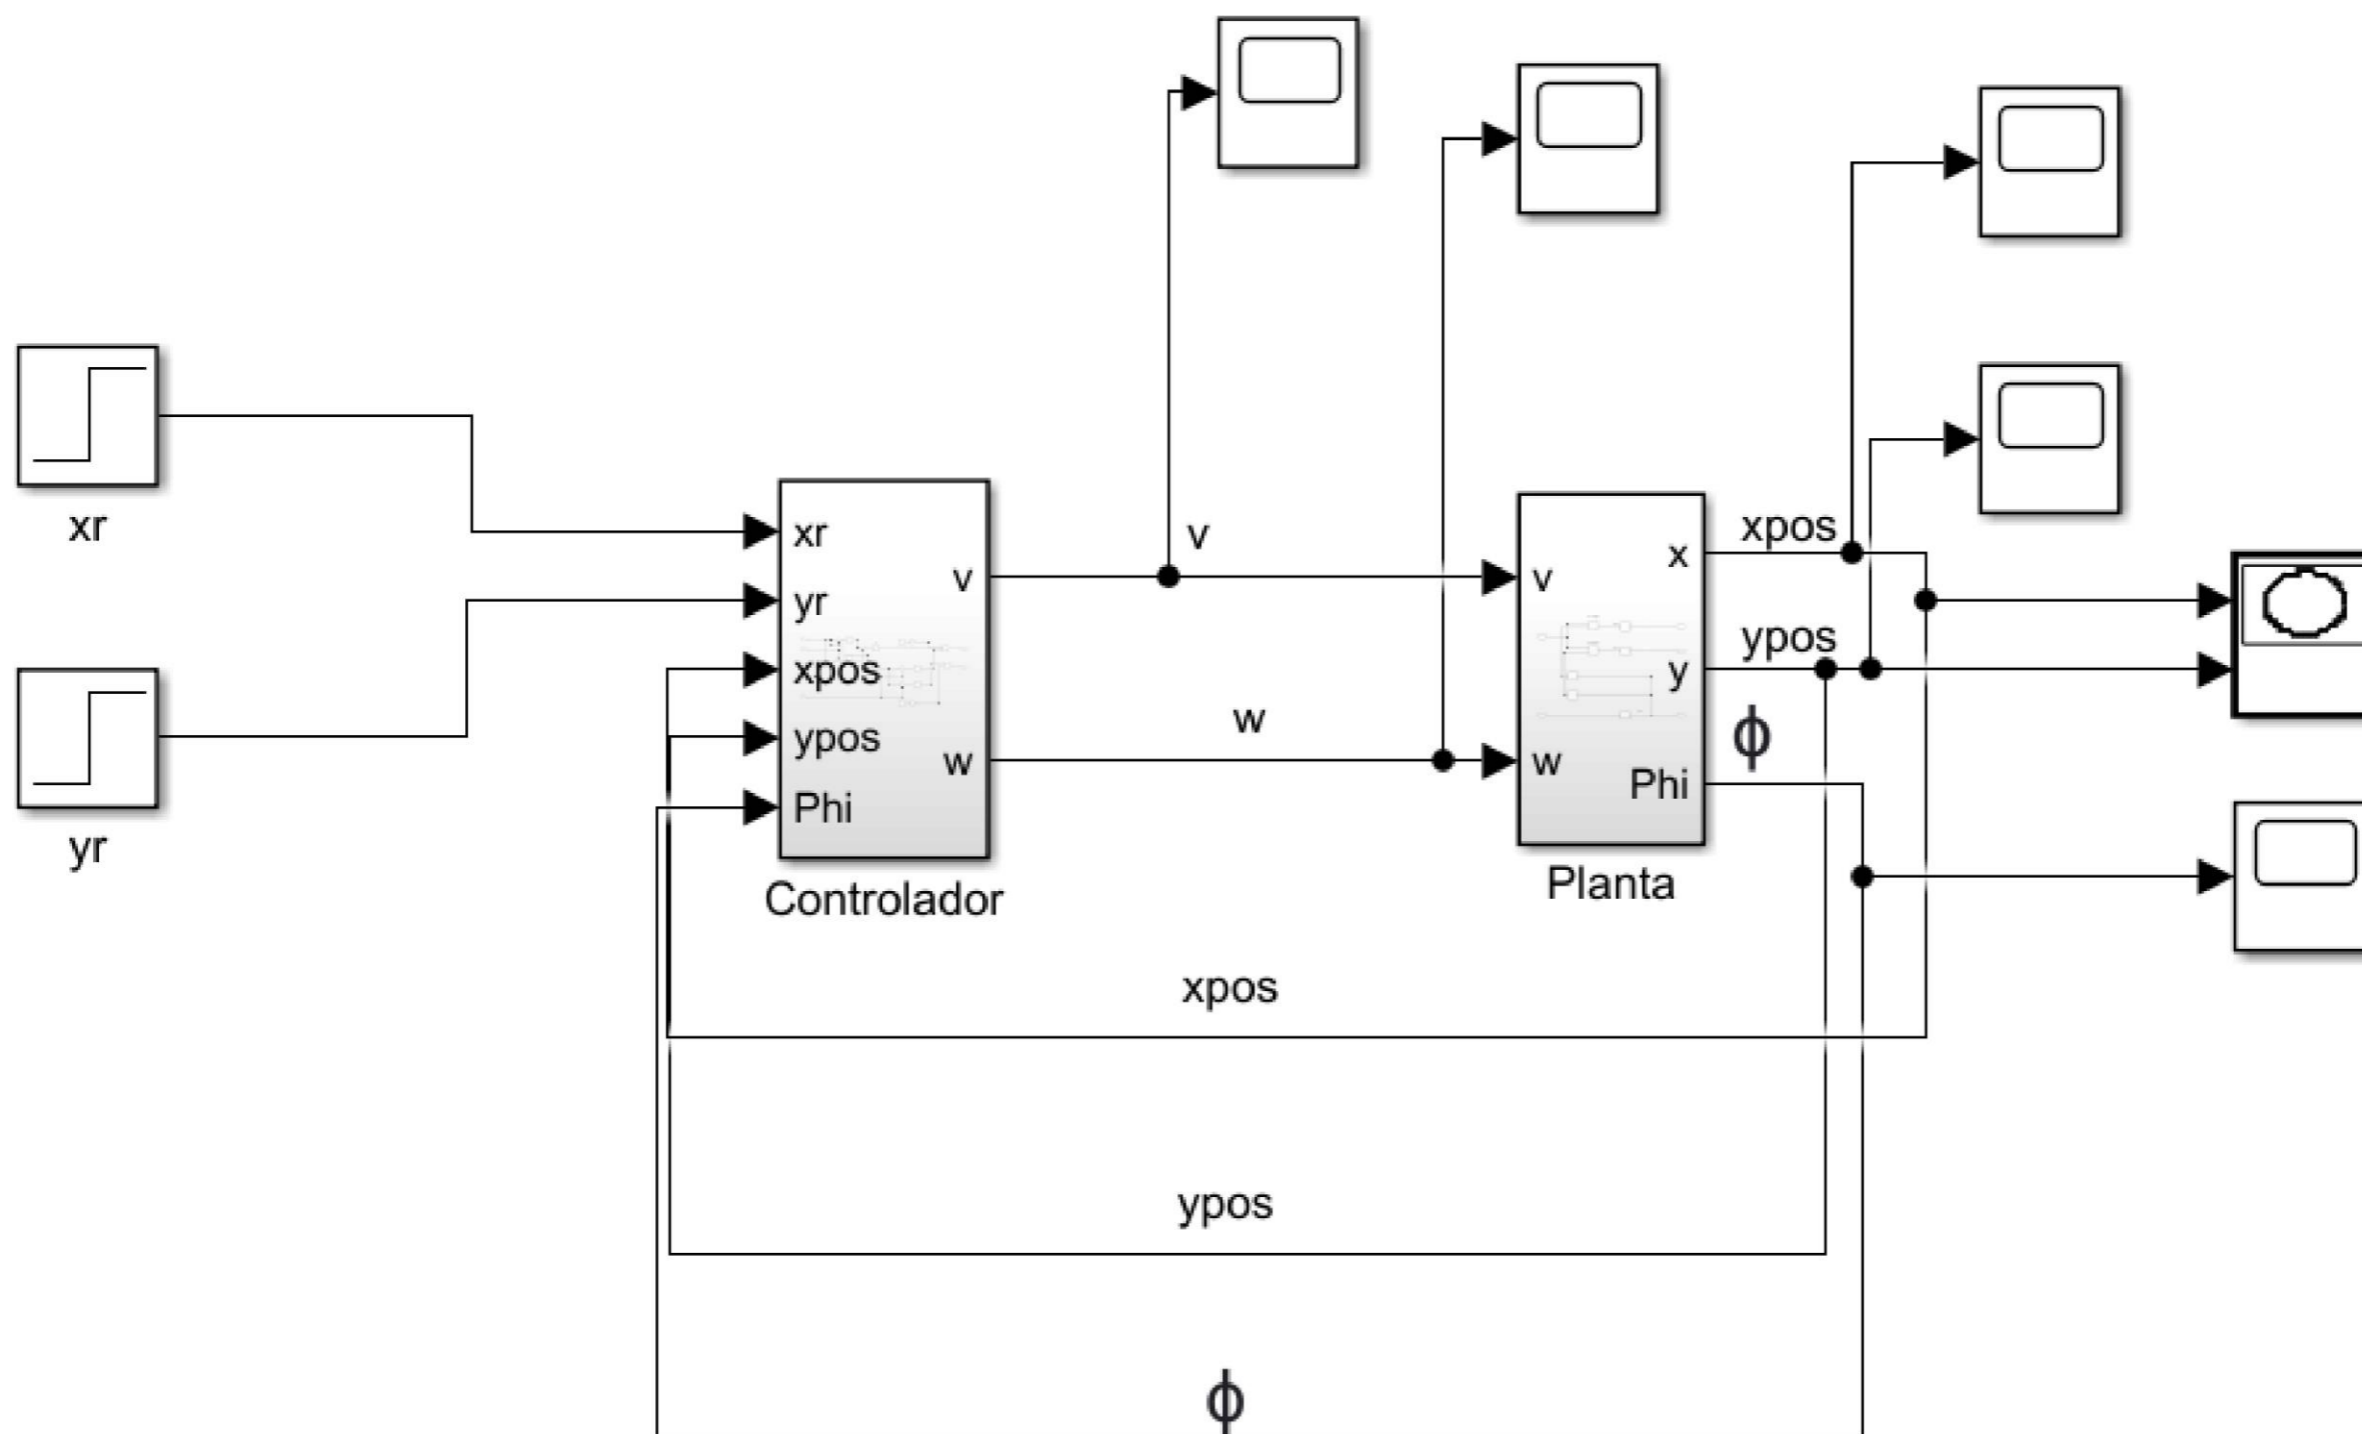 xr
yr
xr
yr
xpos
ypos
Phi
v
w
Controlador
v
w
v
w
x
y
Phi
Planta
xpos
ypos
ϕ
xpos
ypos
ϕ